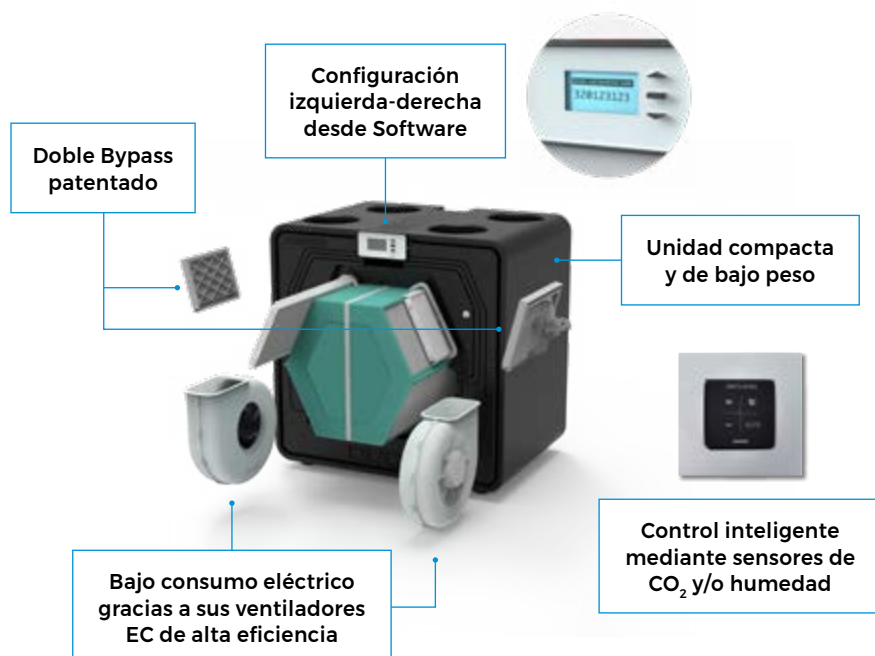 Configuración
izquierda-derecha
desde Software
Doble Bypass
patentado
Unidad compacta
y de bajo peso
Control inteligente
mediante sensores de
CO₂ y/o humedad
Bajo consumo eléctrico
gracias a sus ventiladores
EC de alta eficiencia